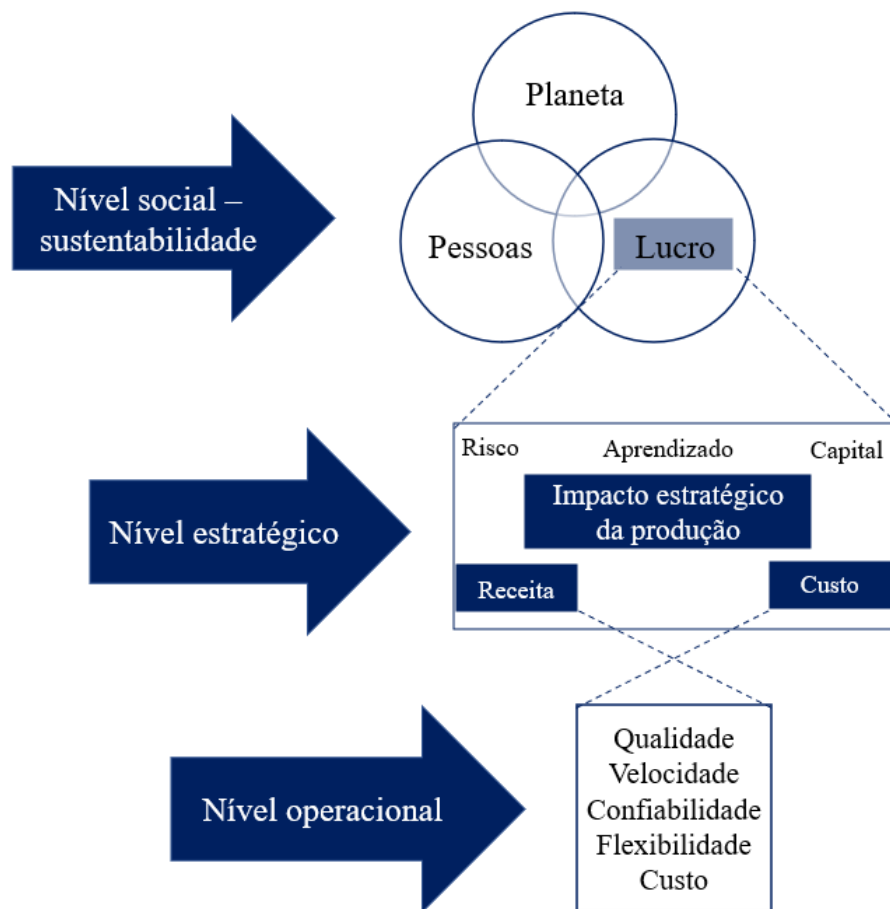 Planeta
Nível social –
sustentabilidade
Pessoas
Lucro
Risco
Aprendizado
Capital
Nível estratégico
Impacto estratégico
da produção
Receita
Custo
Nível operacional
Qualidade
Velocidade
Confiabilidade
Flexibilidade
Custo